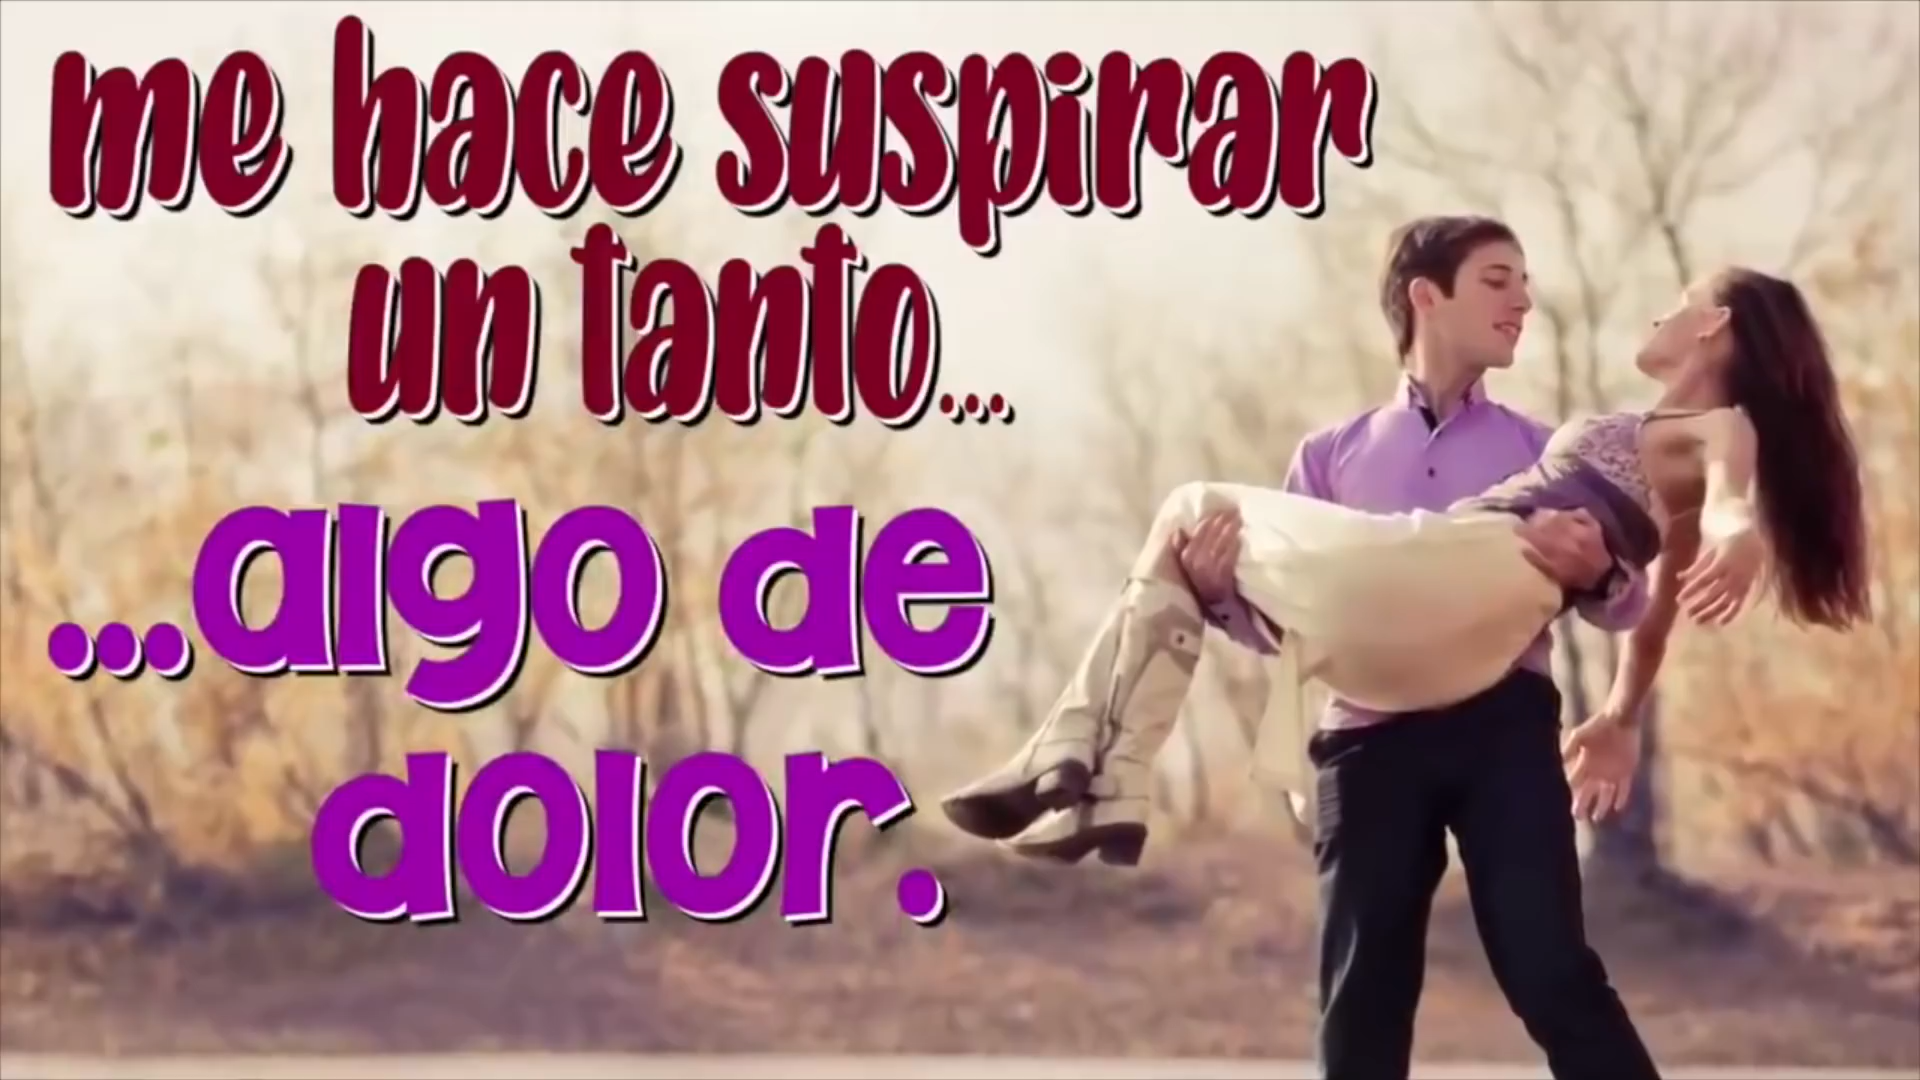 me hace suspirar
un tanto...
...algo de
dolor.